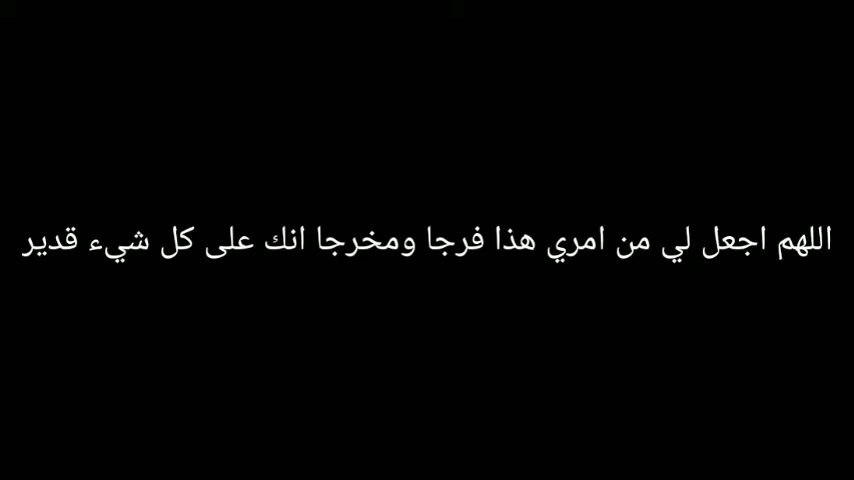 اللهم اجعل لي من امري هذا فرجا ومخرجا انك على كل شيء قدير